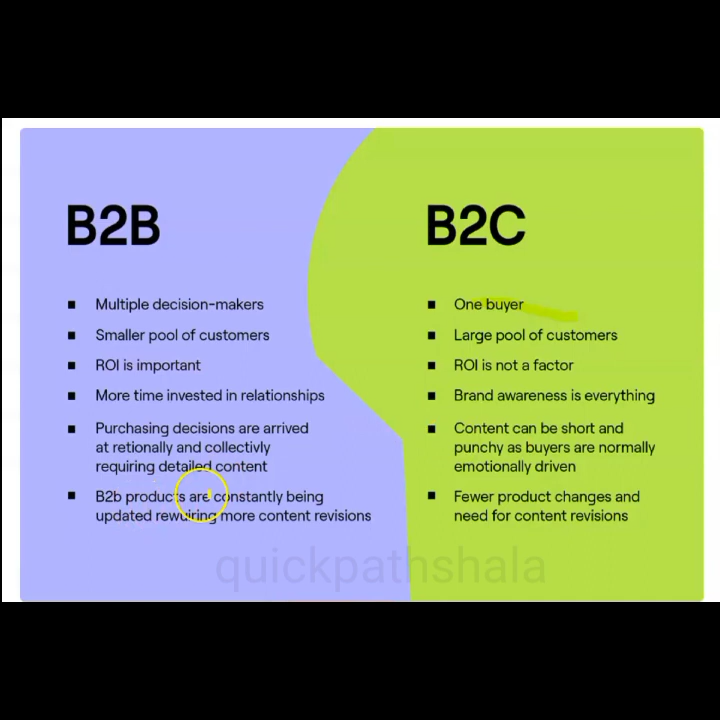 B2B
Multiple decision-makers
Smaller pool of customers
ROI is important
More time invested in relationships
Purchasing decisions are arrived
at retionally and collectivly
requiring detailed content
B2b products are constantly being
updated rewuiring more content revisions
B2C
One buyer
Large pool of customers
ROI is not a factor
Brand awareness is everything
Content can be short and
punchy as buyers are normally
emotionally driven
Fewer product changes and
need for content revisions
quickpathshala